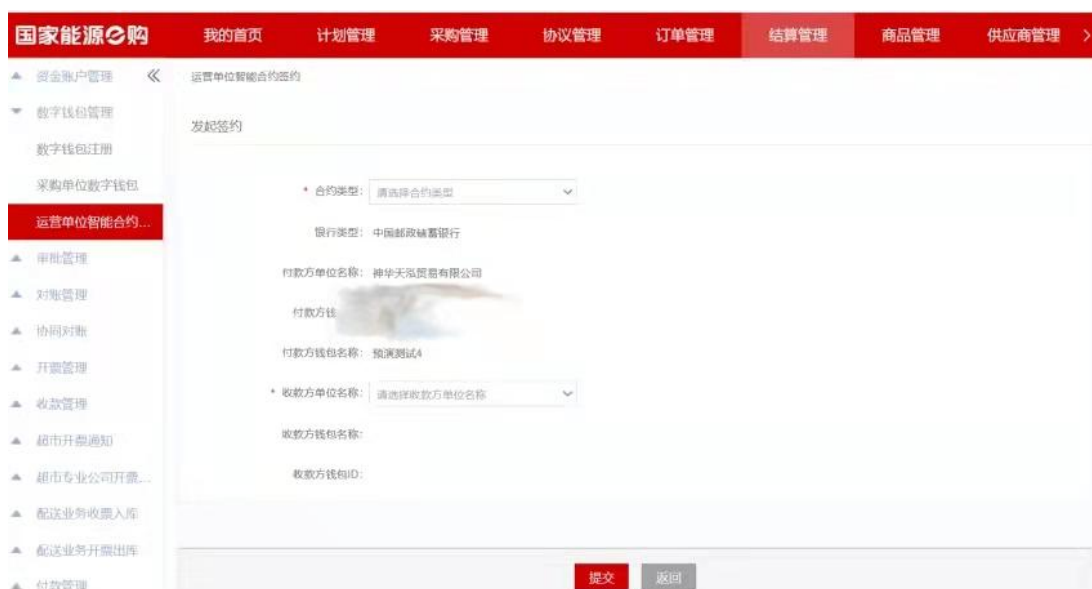 国家能源e购
我的首页 计划管理 采购管理 协议管理 订单管理 结算管理 商品管理 供应商管理
资金账户管理
运营单位智能合约签约
数字钱包管理
发起签约
数字钱包注册
采购单位数字钱包
* 合约类型： 请选择合约类型
运营单位智能合约...
银行类型： 中国邮政储蓄银行
审批管理
付款方单位名称： 神华天泓贸易有限公司
对账管理
付款方钱
协同对账
付款方钱包名称： 预演测试4
开票管理
* 收款方单位名称： 请选择收款方单位名称
收款管理
收款方钱包名称：
超市开票通知
收款方钱包ID：
超市专业公司开票...
配送业务收票入库
配送业务开票出库
付款管理
提交 返回